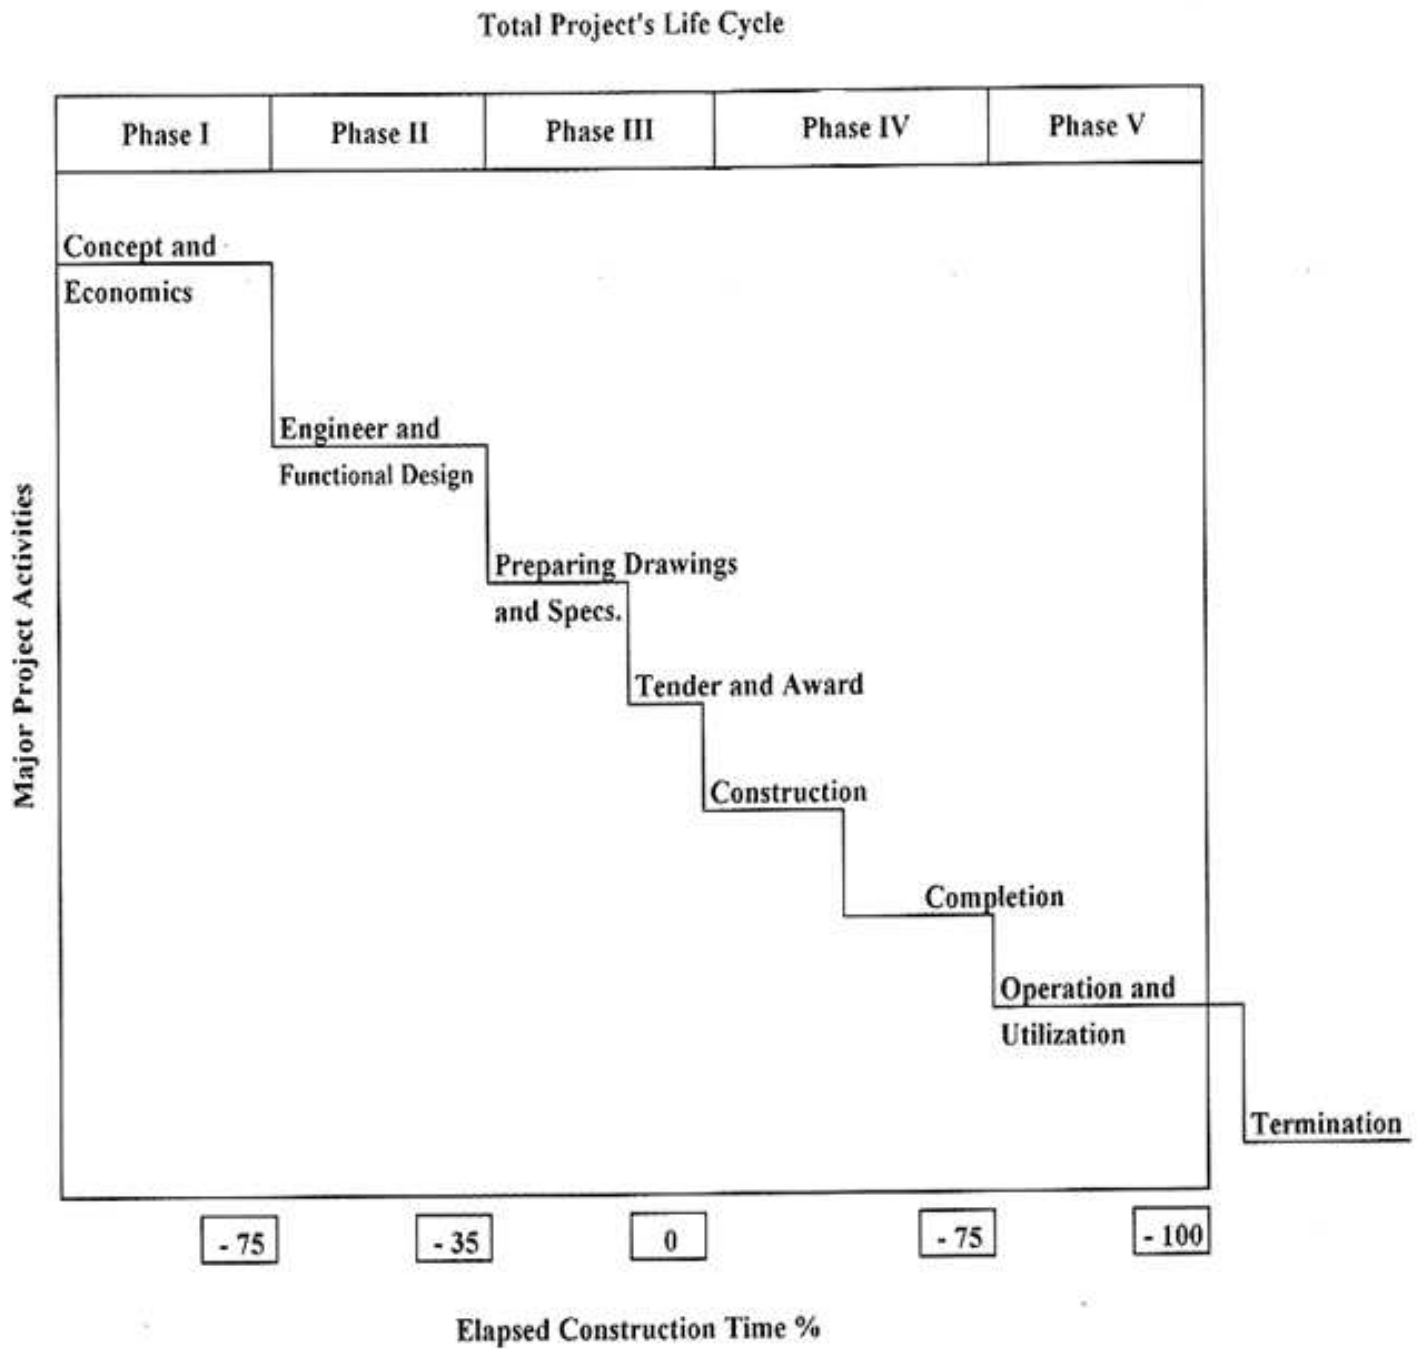 Total Project's Life Cycle
Phase I
Phase II
Phase III
Phase IV
Phase V
Concept and
Economics
Engineer and
Functional Design
Preparing Drawings
and Specs.
Tender and Award
Construction
Completion
Operation and
Utilization
Termination
Major Project Activities
- 75
- 35
0
- 75
- 100
Elapsed Construction Time %